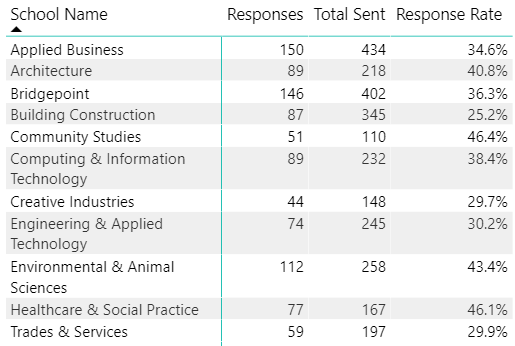 School Name Responses Total Sent Response Rate
Applied Business 150 434 34.6%
Architecture 89 218 40.8%
Bridgepoint 146 402 36.3%
Building Construction 87 345 25.2%
Community Studies 51 110 46.4%
Computing & Information 89 232 38.4%
Technology
Creative Industries 44 148 29.7%
Engineering & Applied 74 245 30.2%
Technology
Environmental & Animal 112 258 43.4%
Sciences
Healthcare & Social Practice 77 167 46.1%
Trades & Services 59 197 29.9%